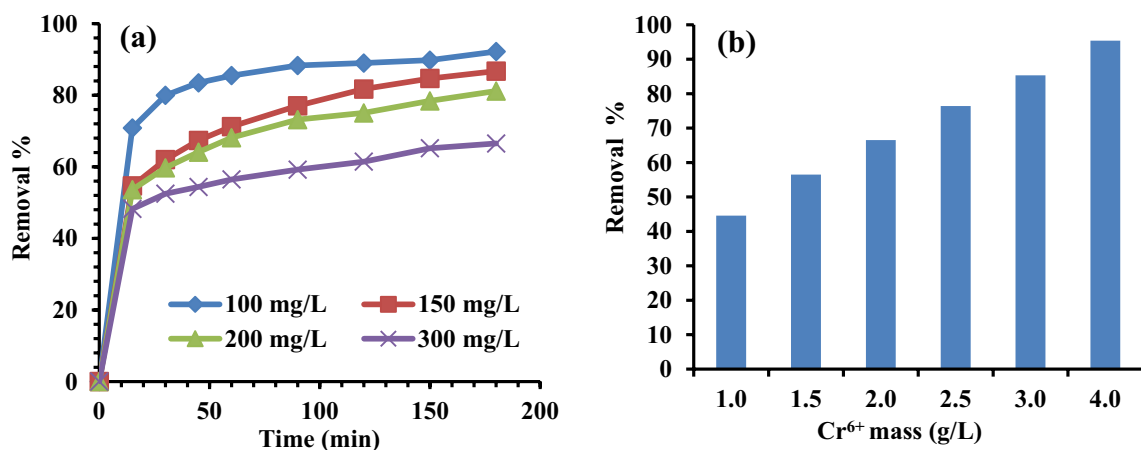 (a)
Removal %
100
80
60
40
20
0
0 50 100 150 200
Time (min)
100 mg/L 150 mg/L
200 mg/L 300 mg/L
(b)
Removal %
100
90
80
70
60
50
40
30
20
10
0
1.0 1.5 2.0 2.5 3.0 4.0
Cr⁶⁺ mass (g/L)